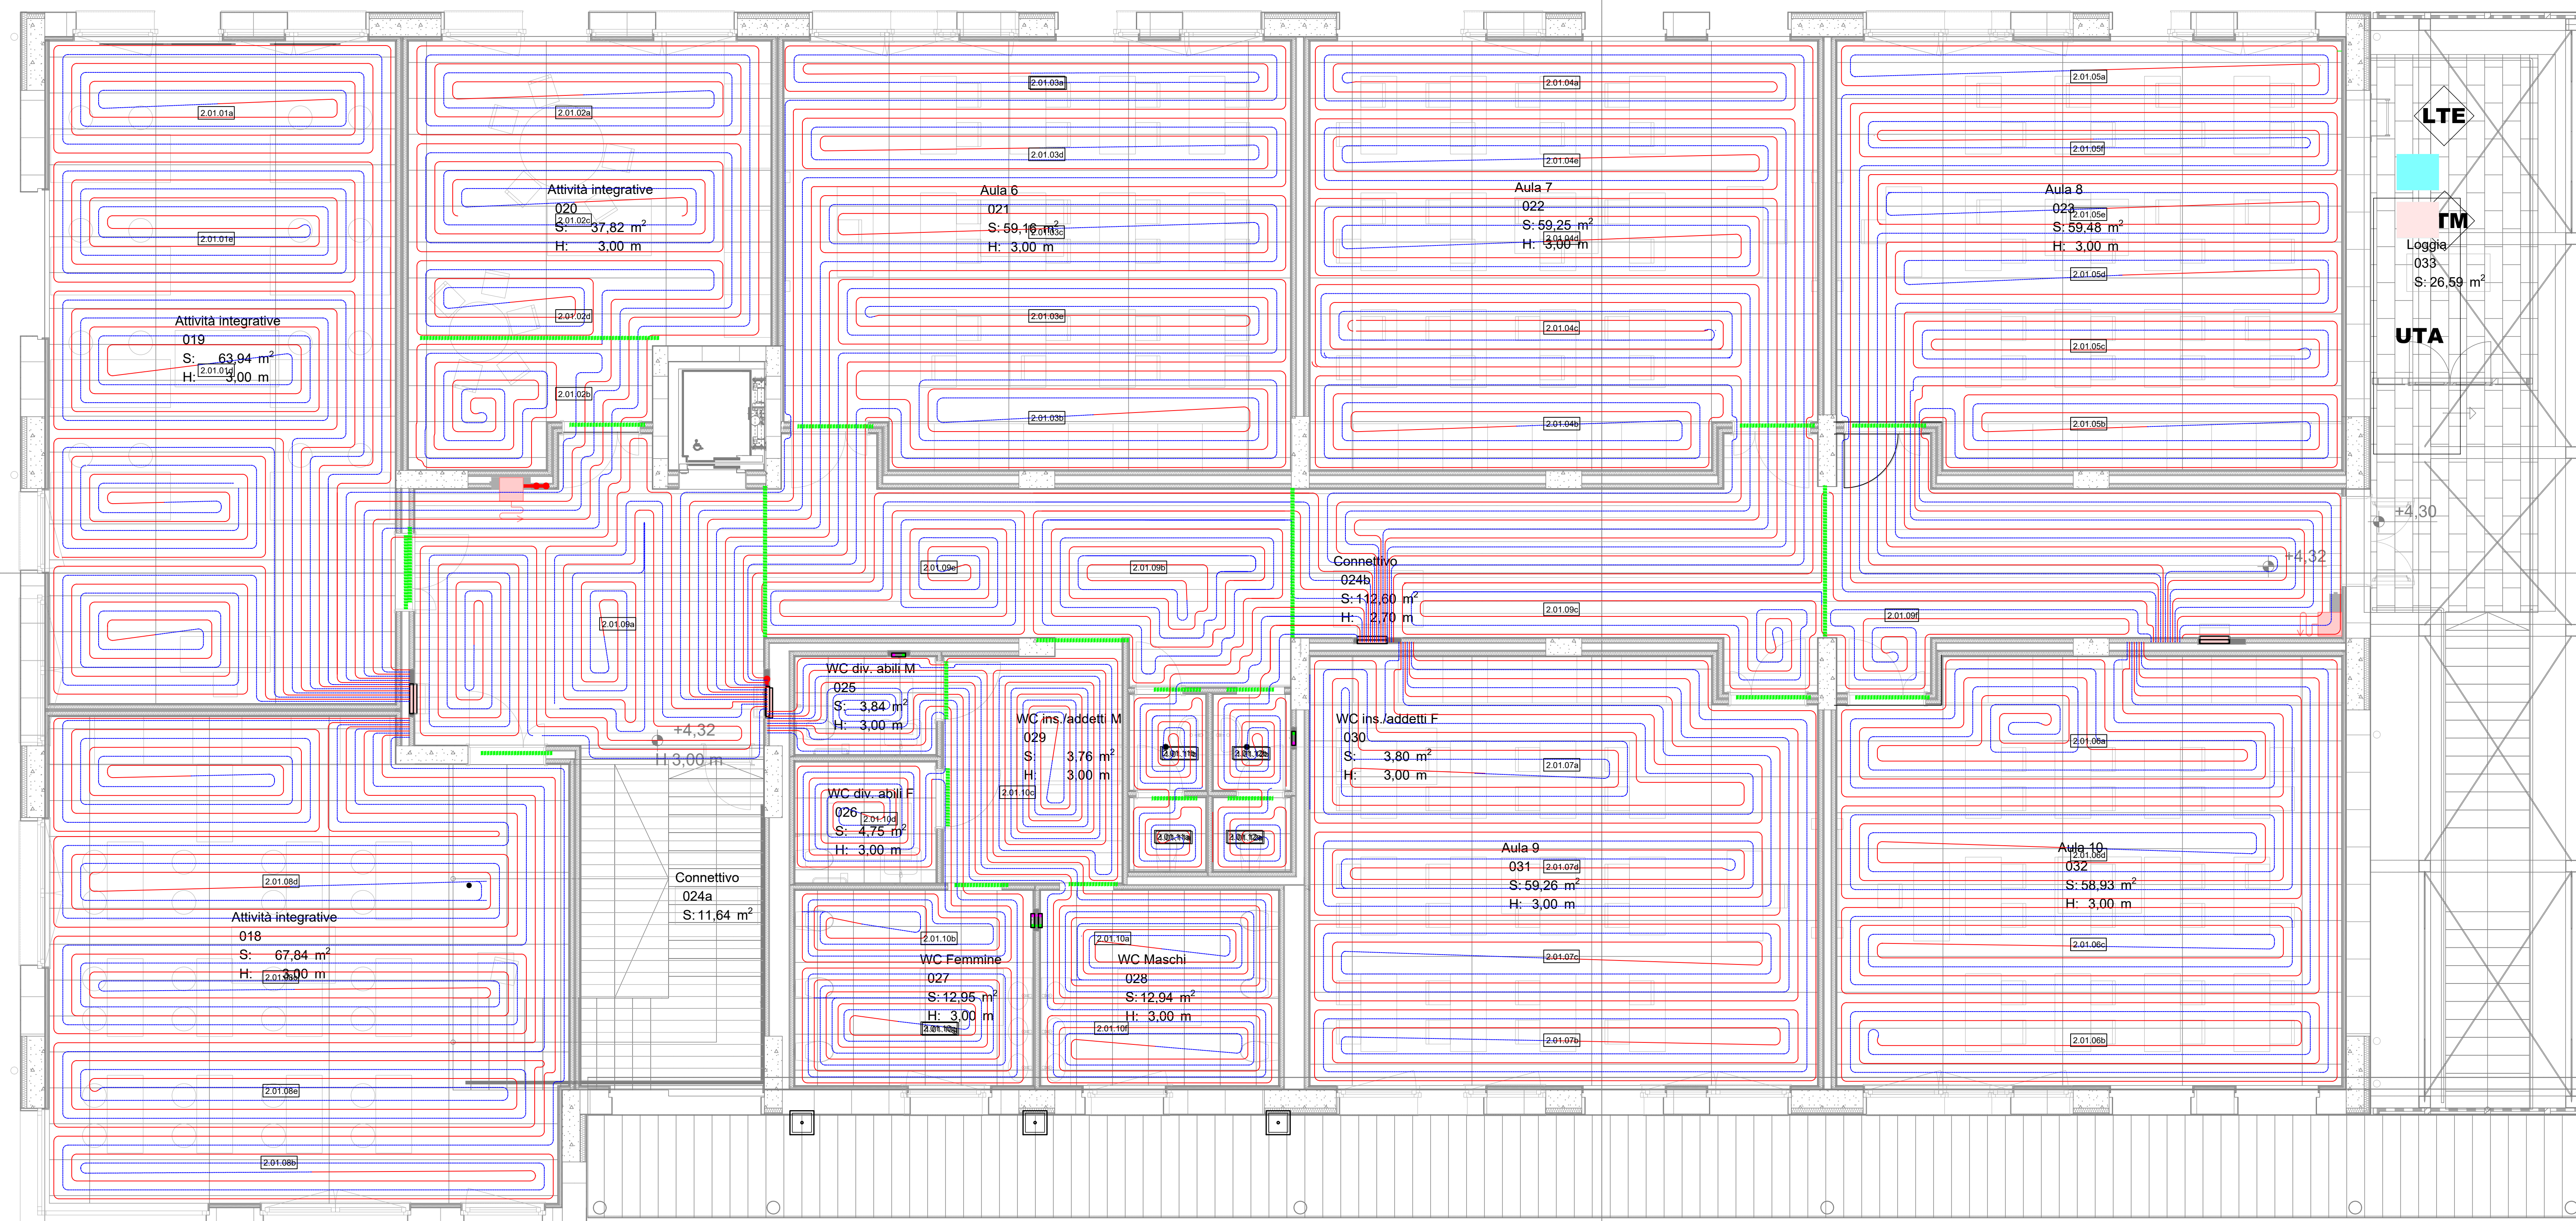 2.01.01a
2.01.02a
2.01.03a
2.01.04a
2.01.05a
LTE
2.01.03d
2.01.04e
2.01.05f
2.01.01e
Attività integrative
020
2.01.02c
S: 37,82 m²
H: 3,00 m
Aula 6
021
S: 59,16 m²
2.01.03c
H: 3,00 m
Aula 7
022
S: 59,25 m²
2.01.04d
H: 3,00 m
Aula 8
023
2.01.05e
S: 59,48 m²
H: 3,00 m
TM
Loggia
033
S: 26,59 m²
2.01.05d
2.01.02d
2.01.03e
2.01.04c
2.01.05c
UTA
Attività integrative
019
S: 63,94 m²
2.01.01d
H: 3,00 m
2.01.02b
2.01.03b
2.01.04b
2.01.05b
+4,30
+4,32
2.01.09e
2.01.09b
Connettivo
024b
S: 112,60 m²
H: 2,70 m
2.01.09a
2.01.09c
2.01.09f
WC div. abili M
025
S: 3,84 m²
H: 3,00 m
+4,32
H 3,00 m
WC ins./addetti M
029
S: 3,76 m²
H: 3,00 m
2.01.10c
WC ins./addetti F
030
S: 3,80 m²
H: 3,00 m
2.01.07a
2.01.06a
WC div. abili F
026
2.01.10d
S: 4,75 m²
H: 3,00 m
Aula 9
031
2.01.07d
S: 59,26 m²
H: 3,00 m
Aula 10
2.01.06d
032
S: 58,93 m²
H: 3,00 m
Connettivo
024a
S: 11,64 m²
2.01.08d
Attività integrative
018
S: 67,84 m²
H: 3,00 m
2.01.10b
2.01.10a
WC Femmine
027
S: 12,95 m²
H: 3,00 m
WC Maschi
028
S: 12,94 m²
H: 3,00 m
2.01.10f
2.01.07c
2.01.06c
2.01.07b
2.01.06b
2.01.08e
2.01.08b